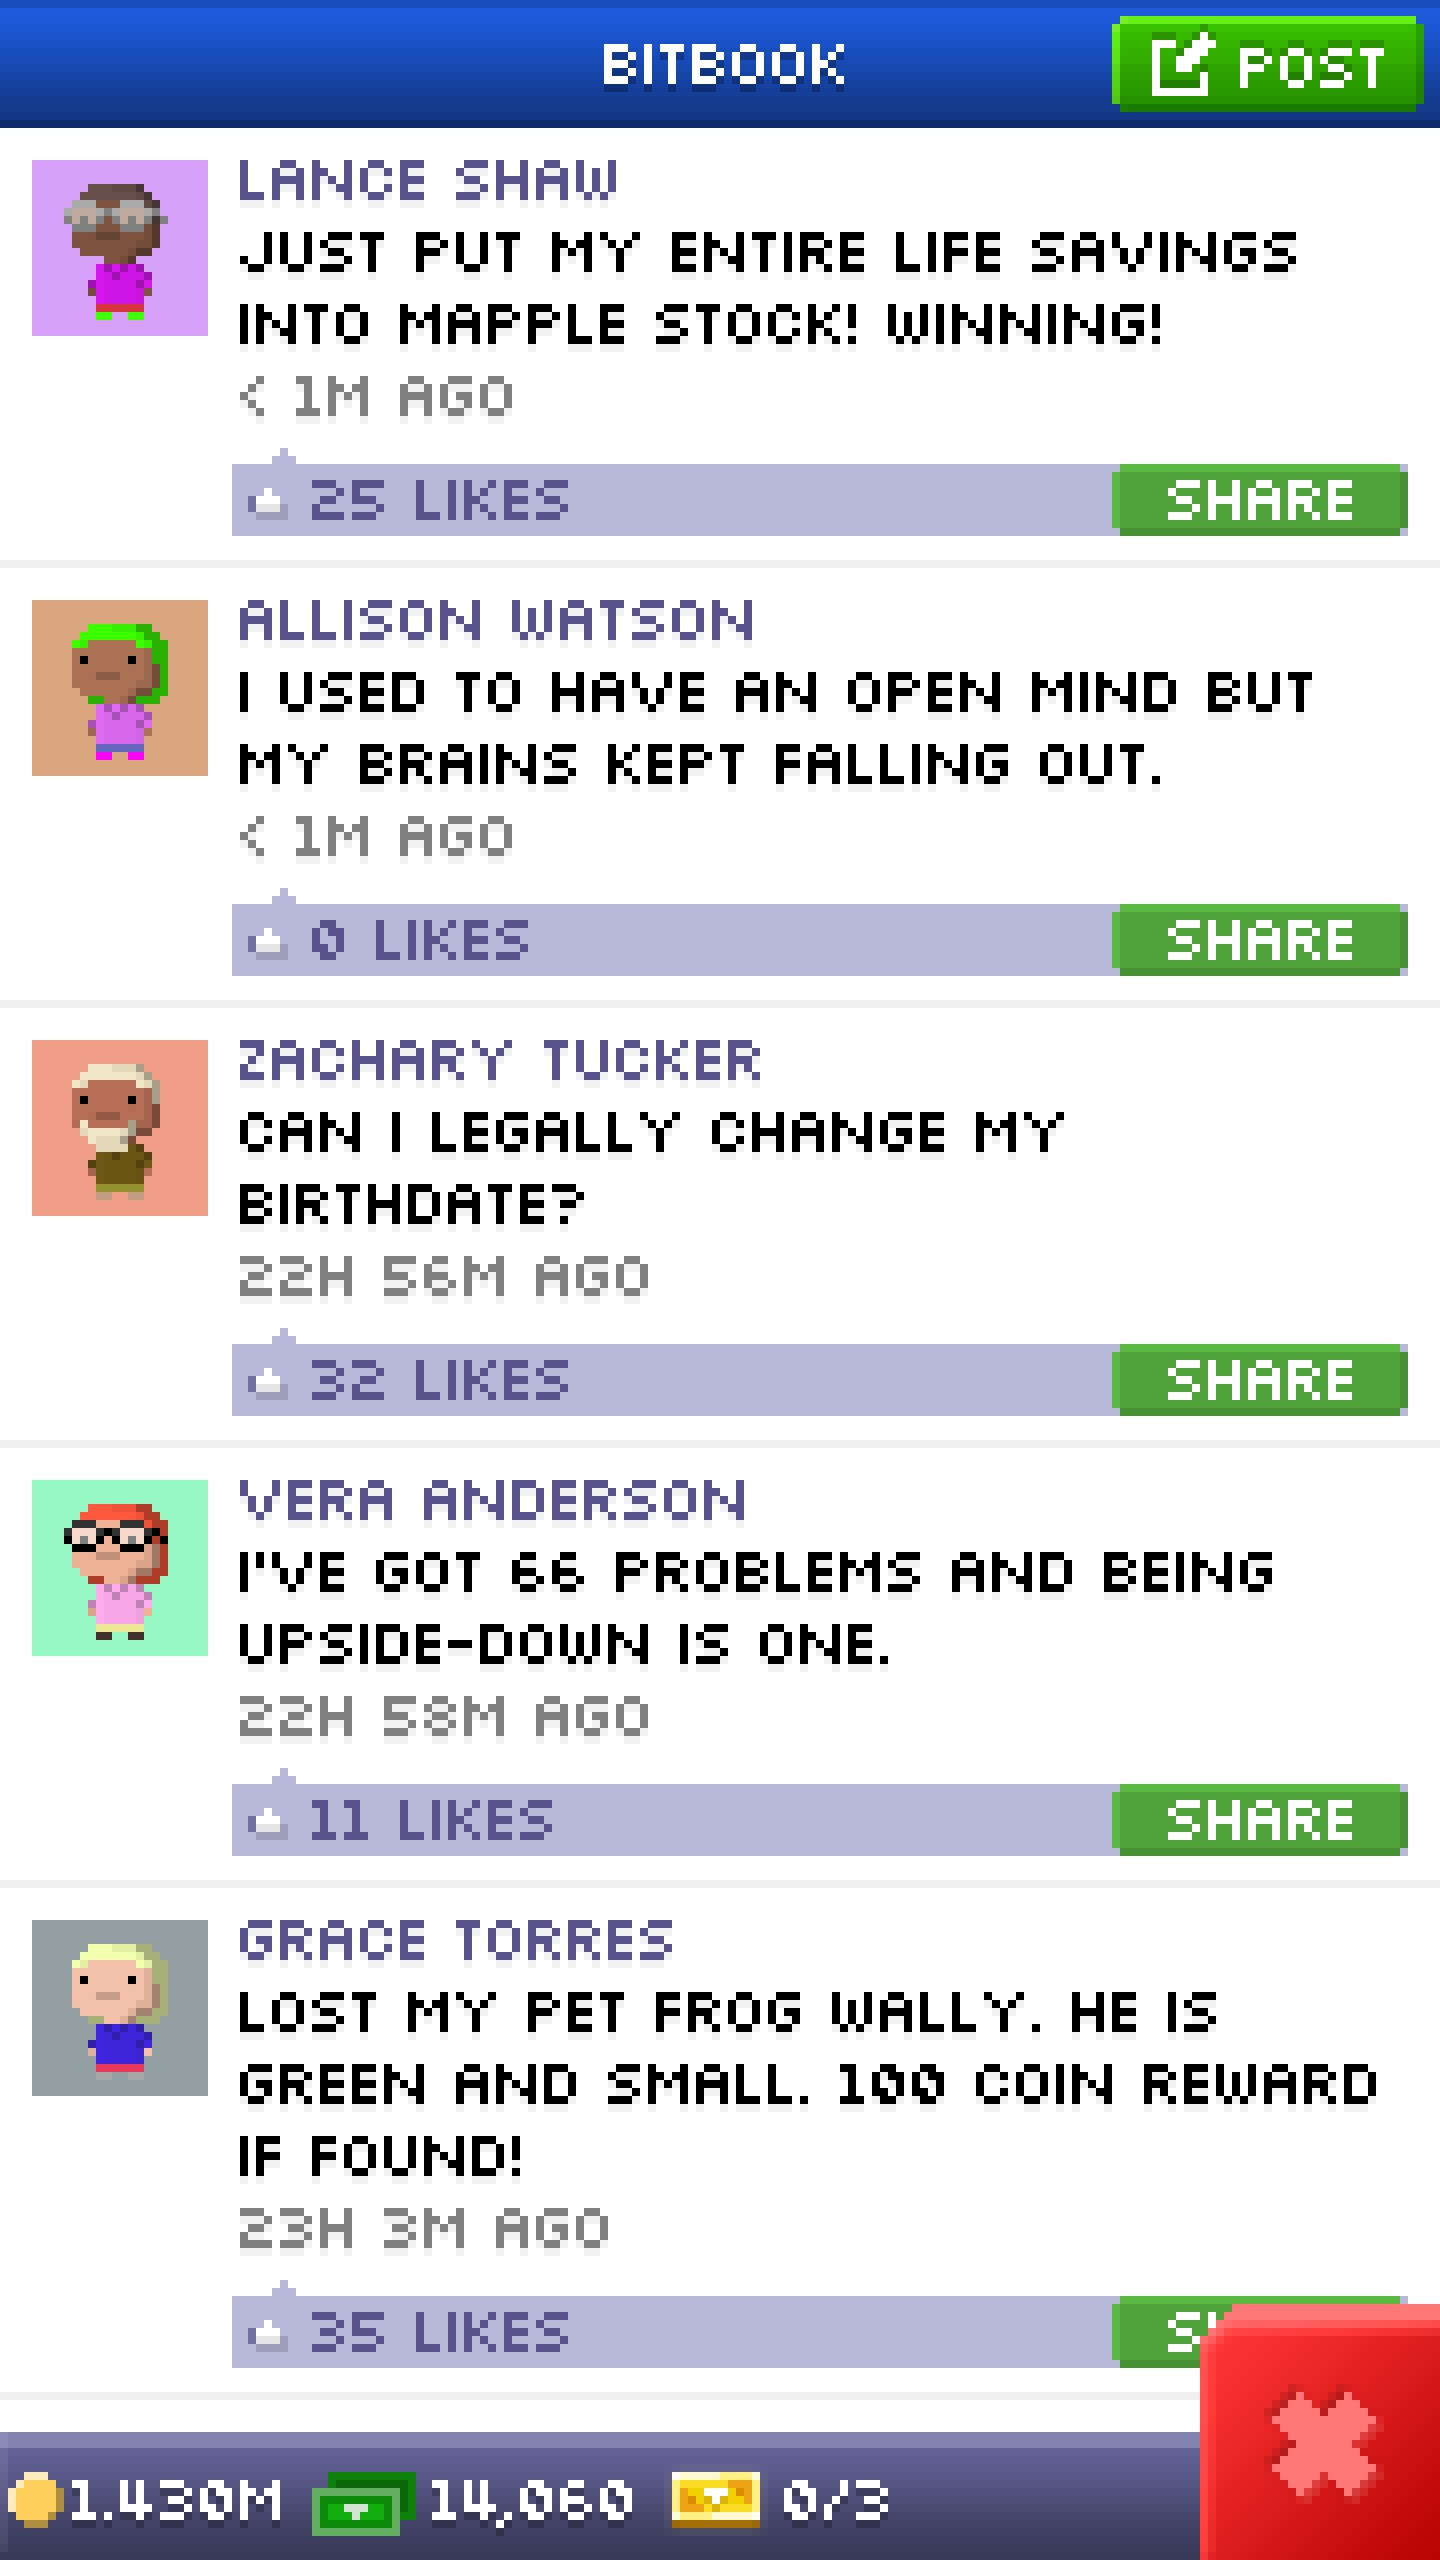 BITBOOK
POST
LANCE SHAW
JUST PUT MY ENTIRE LIFE SAVINGS
INTO MAPPLE STOCK! WINNING!
< 1M AGO
25 LIKES
SHARE
ALLISON WATSON
I USED TO HAVE AN OPEN MIND BUT
MY BRAINS KEPT FALLING OUT.
< 1M AGO
0 LIKES
SHARE
ZACHARY TUCKER
CAN I LEGALLY CHANGE MY
BIRTHDATE?
22H 56M AGO
32 LIKES
SHARE
VERA ANDERSON
I'VE GOT 66 PROBLEMS AND BEING
UPSIDE-DOWN IS ONE.
22H 58M AGO
11 LIKES
SHARE
GRACE TORRES
LOST MY PET FROG WALLY. HE IS
GREEN AND SMALL. 100 COIN REWARD
IF FOUND!
23H 3M AGO
35 LIKES
1.430M
14,060
0/3